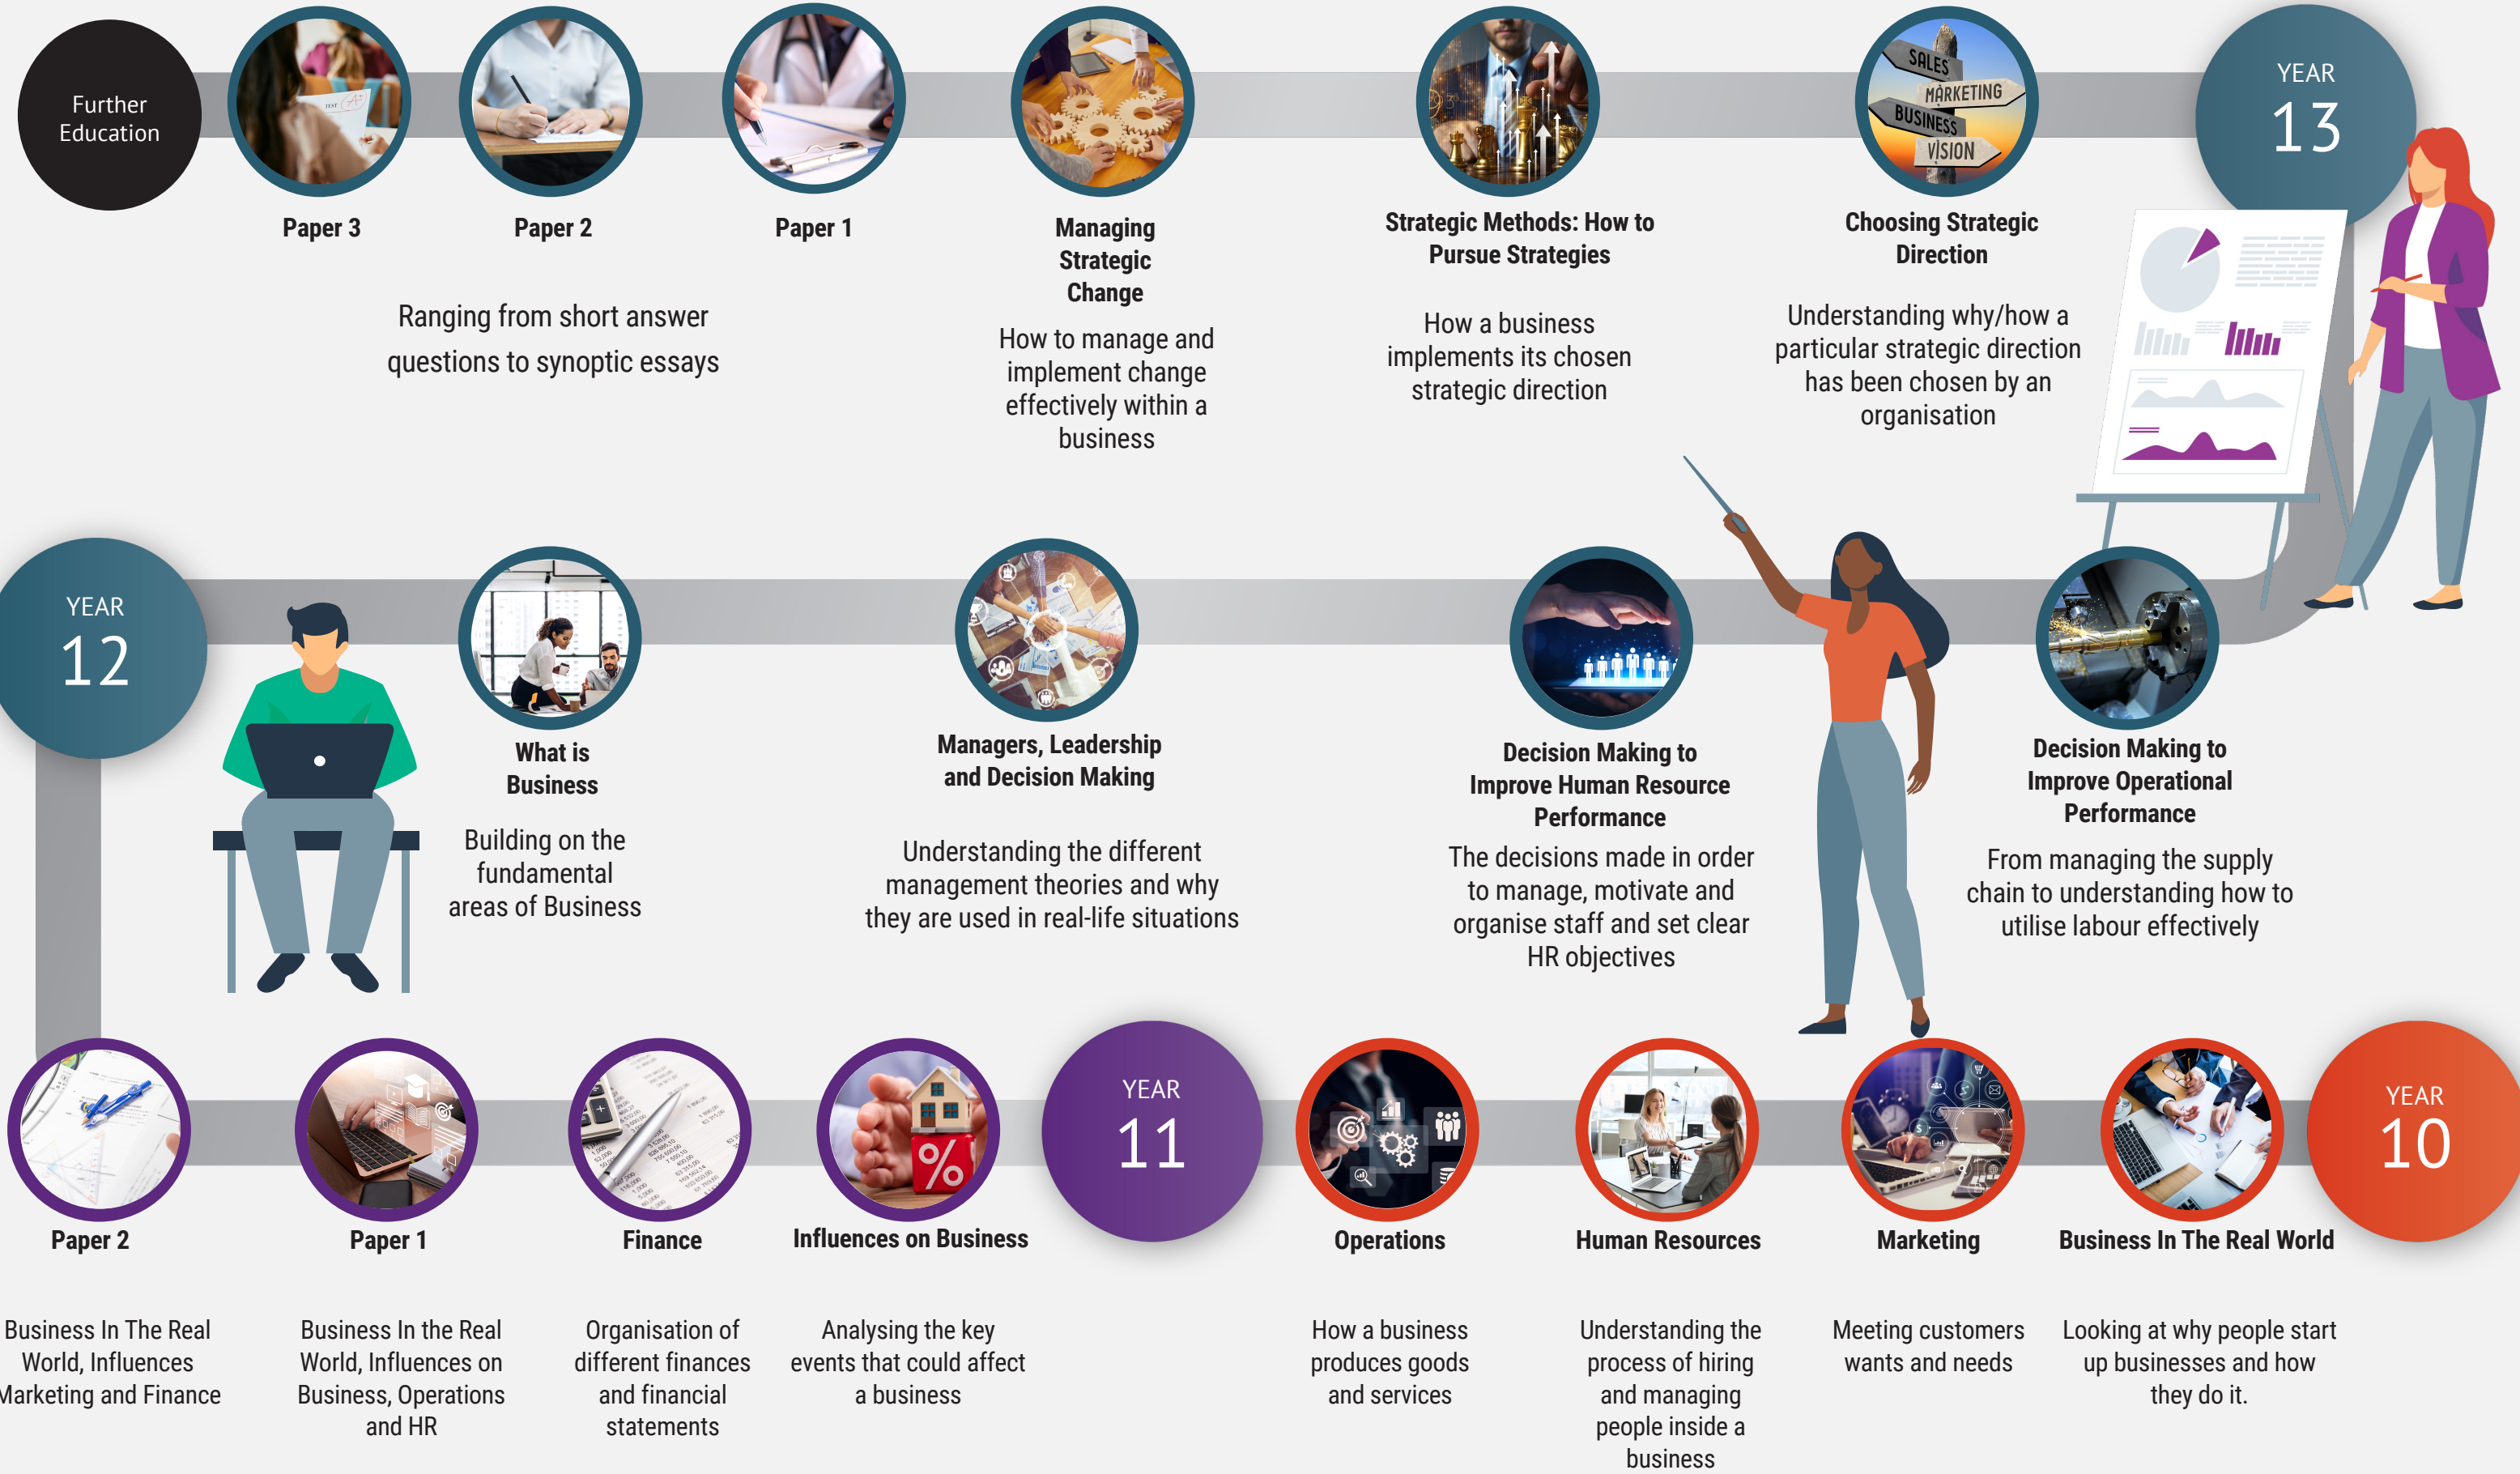 Further
Education
Paper 3
Paper 2
Paper 1
Ranging from short answer
questions to synoptic essays
Managing
Strategic
Change
How to manage and
implement change
effectively within a
business
Strategic Methods: How to
Pursue Strategies
How a business
implements its chosen
strategic direction
SALES
MARKETING
BUSINESS
VISION
Choosing Strategic
Direction
Understanding why/how a
particular strategic direction
has been chosen by an
organisation
YEAR
13
YEAR
12
What is
Business
Building on the
fundamental
areas of Business
Managers, Leadership
and Decision Making
Understanding the different
management theories and why
they are used in real-life situations
Decision Making to
Improve Human Resource
Performance
The decisions made in order
to manage, motivate and
organise staff and set clear
HR objectives
Decision Making to
Improve Operational
Performance
From managing the supply
chain to understanding how to
utilise labour effectively
Paper 2
Business In The Real
World, Influences
Marketing and Finance
Paper 1
Business In the Real
World, Influences on
Business, Operations
and HR
Finance
Organisation of
different finances
and financial
statements
%
Influences on Business
Analysing the key
events that could affect
a business
YEAR
11
Operations
How a business
produces goods
and services
Human Resources
Understanding the
process of hiring
and managing
people inside a
business
Marketing
Meeting customers
wants and needs
Business In The Real World
Looking at why people start
up businesses and how
they do it.
YEAR
10